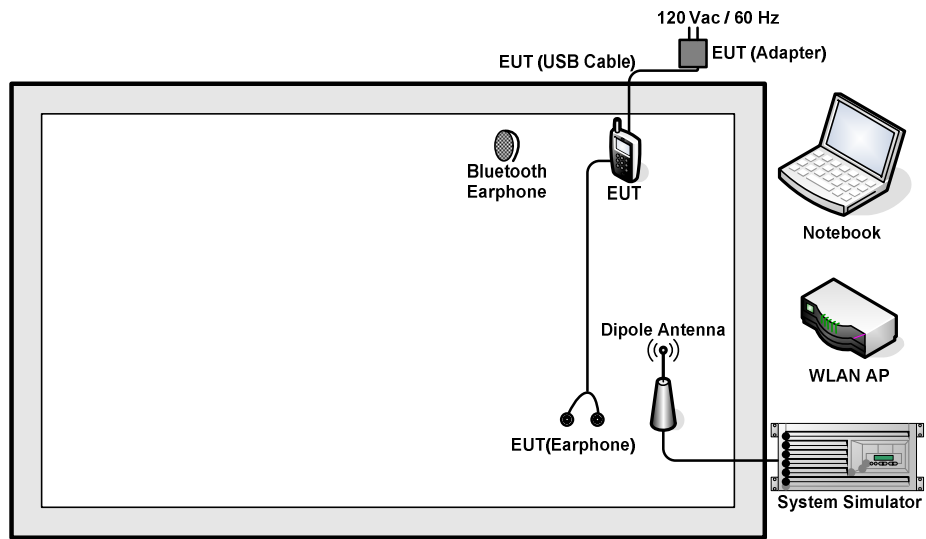 120 Vac / 60 Hz
EUT (USB Cable)
EUT (Adapter)
Bluetooth
Earphone
EUT
Notebook
Dipole Antenna
WLAN AP
EUT(Earphone)
System Simulator